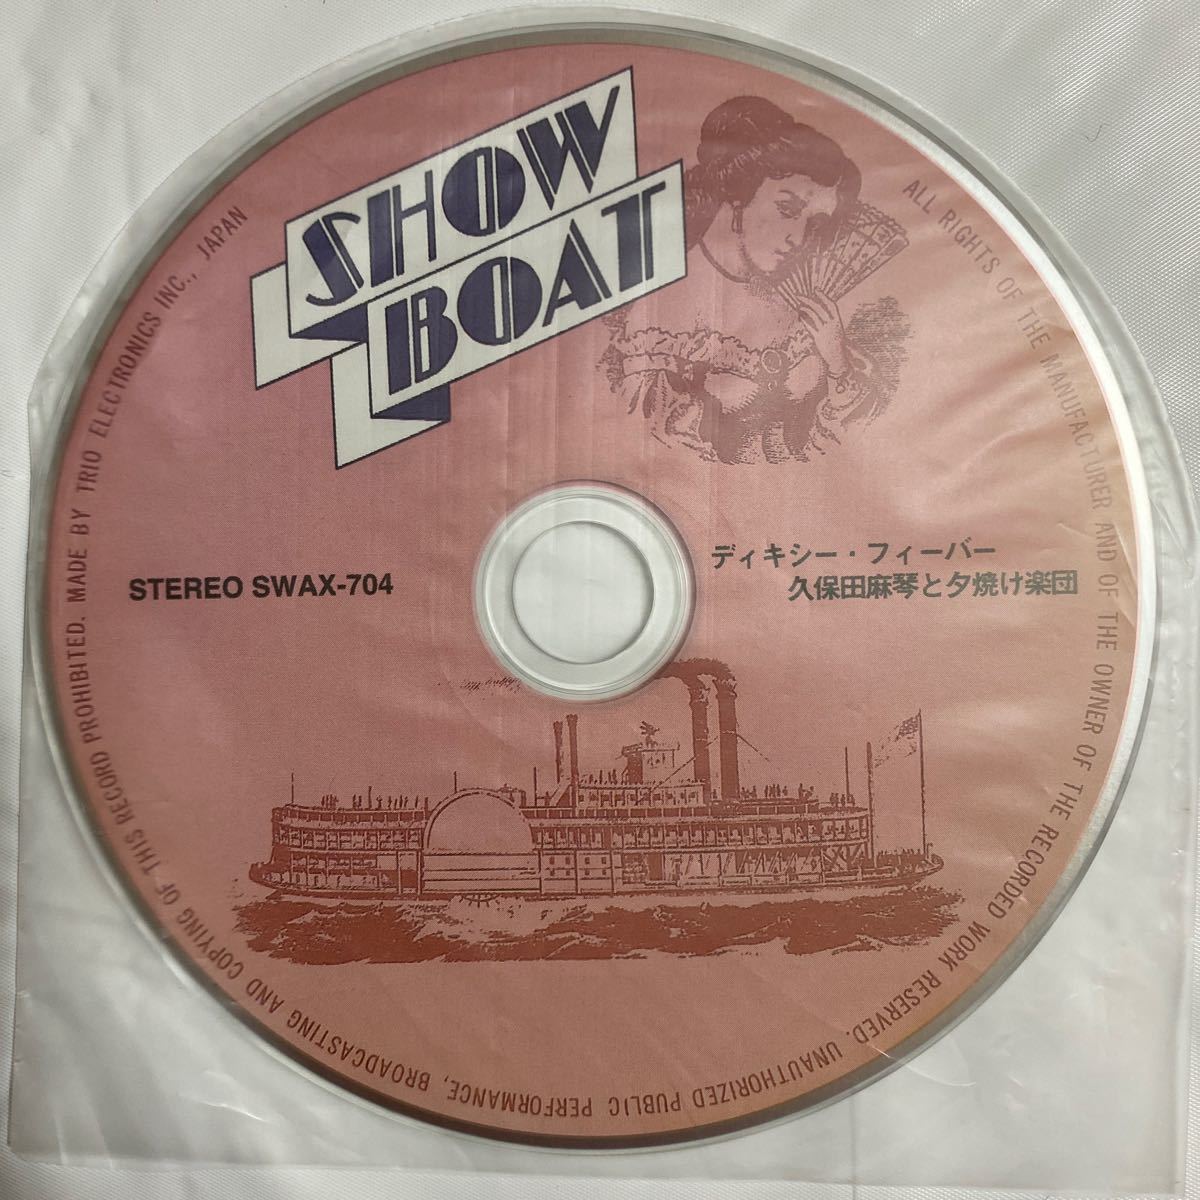 SHOW
BOAT
STEREO SWAX-704
ディキシー・フィーバー
久保田麻琴と夕焼け楽団
ALL RIGHTS OF THE MANUFACTURER AND OF THE OWNER OF THE RECORDED WORK RESERVED. UNAUTHORIZED PUBLIC PERFORMANCE, BROADCASTING AND COPYING OF THIS RECORD PROHIBITED. MADE BY TRIO ELECTRONICS INC., JAPAN